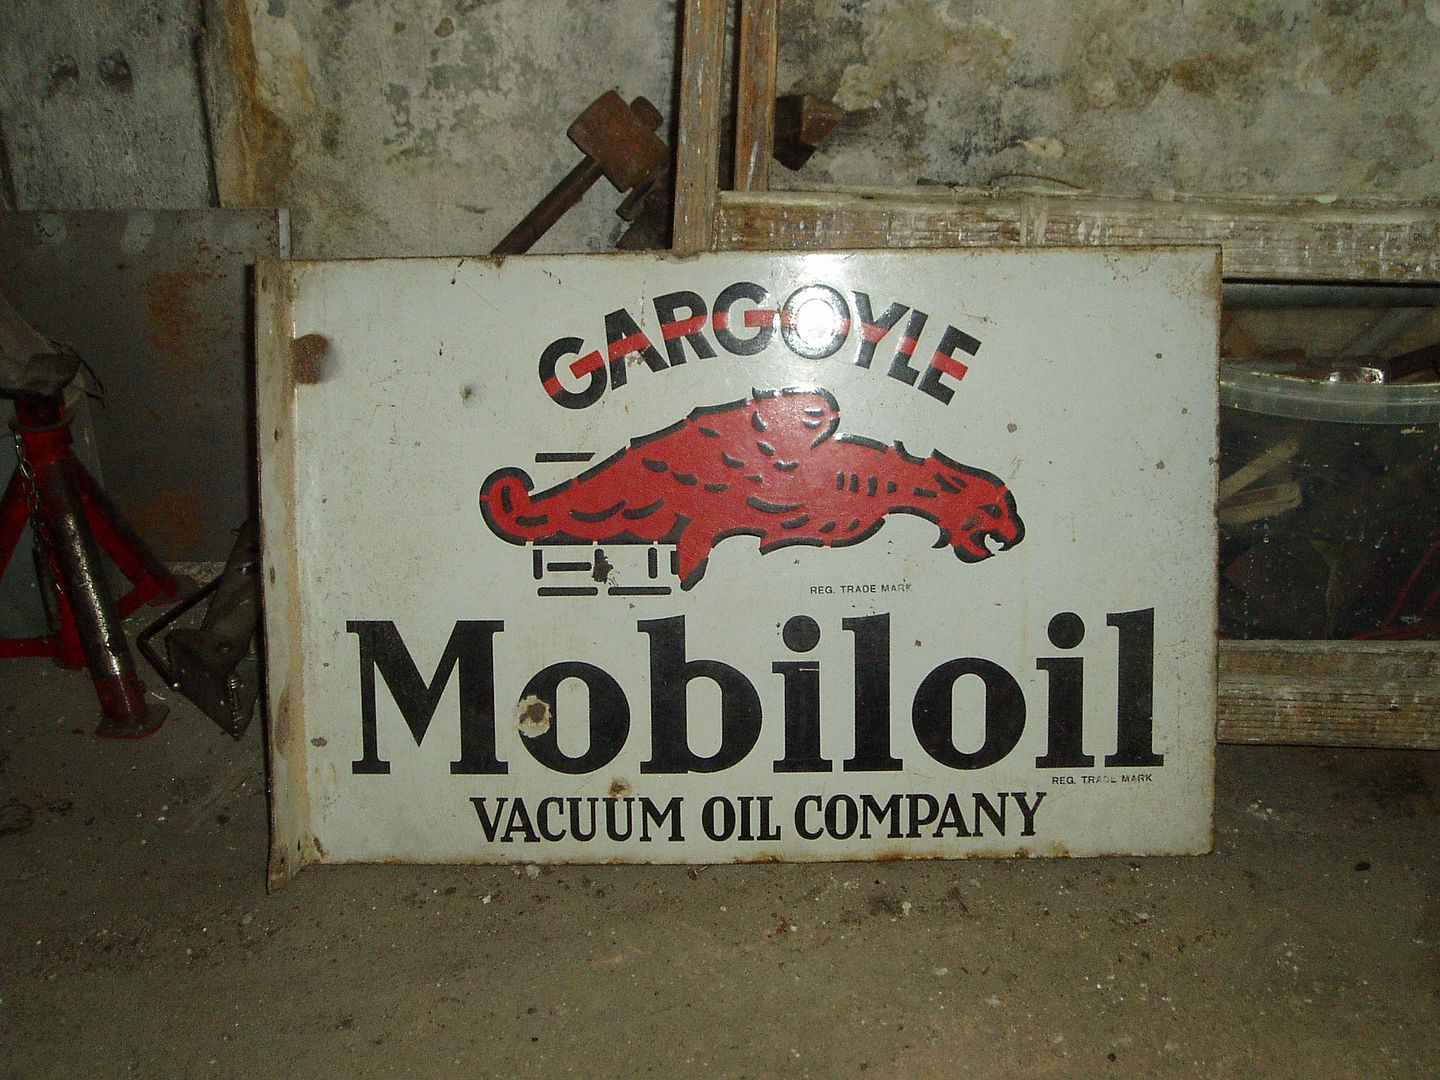 GARGOYLE
REG. TRADE MARK
Mobiloil
REG. TRADE MARK
VACUUM OIL COMPANY